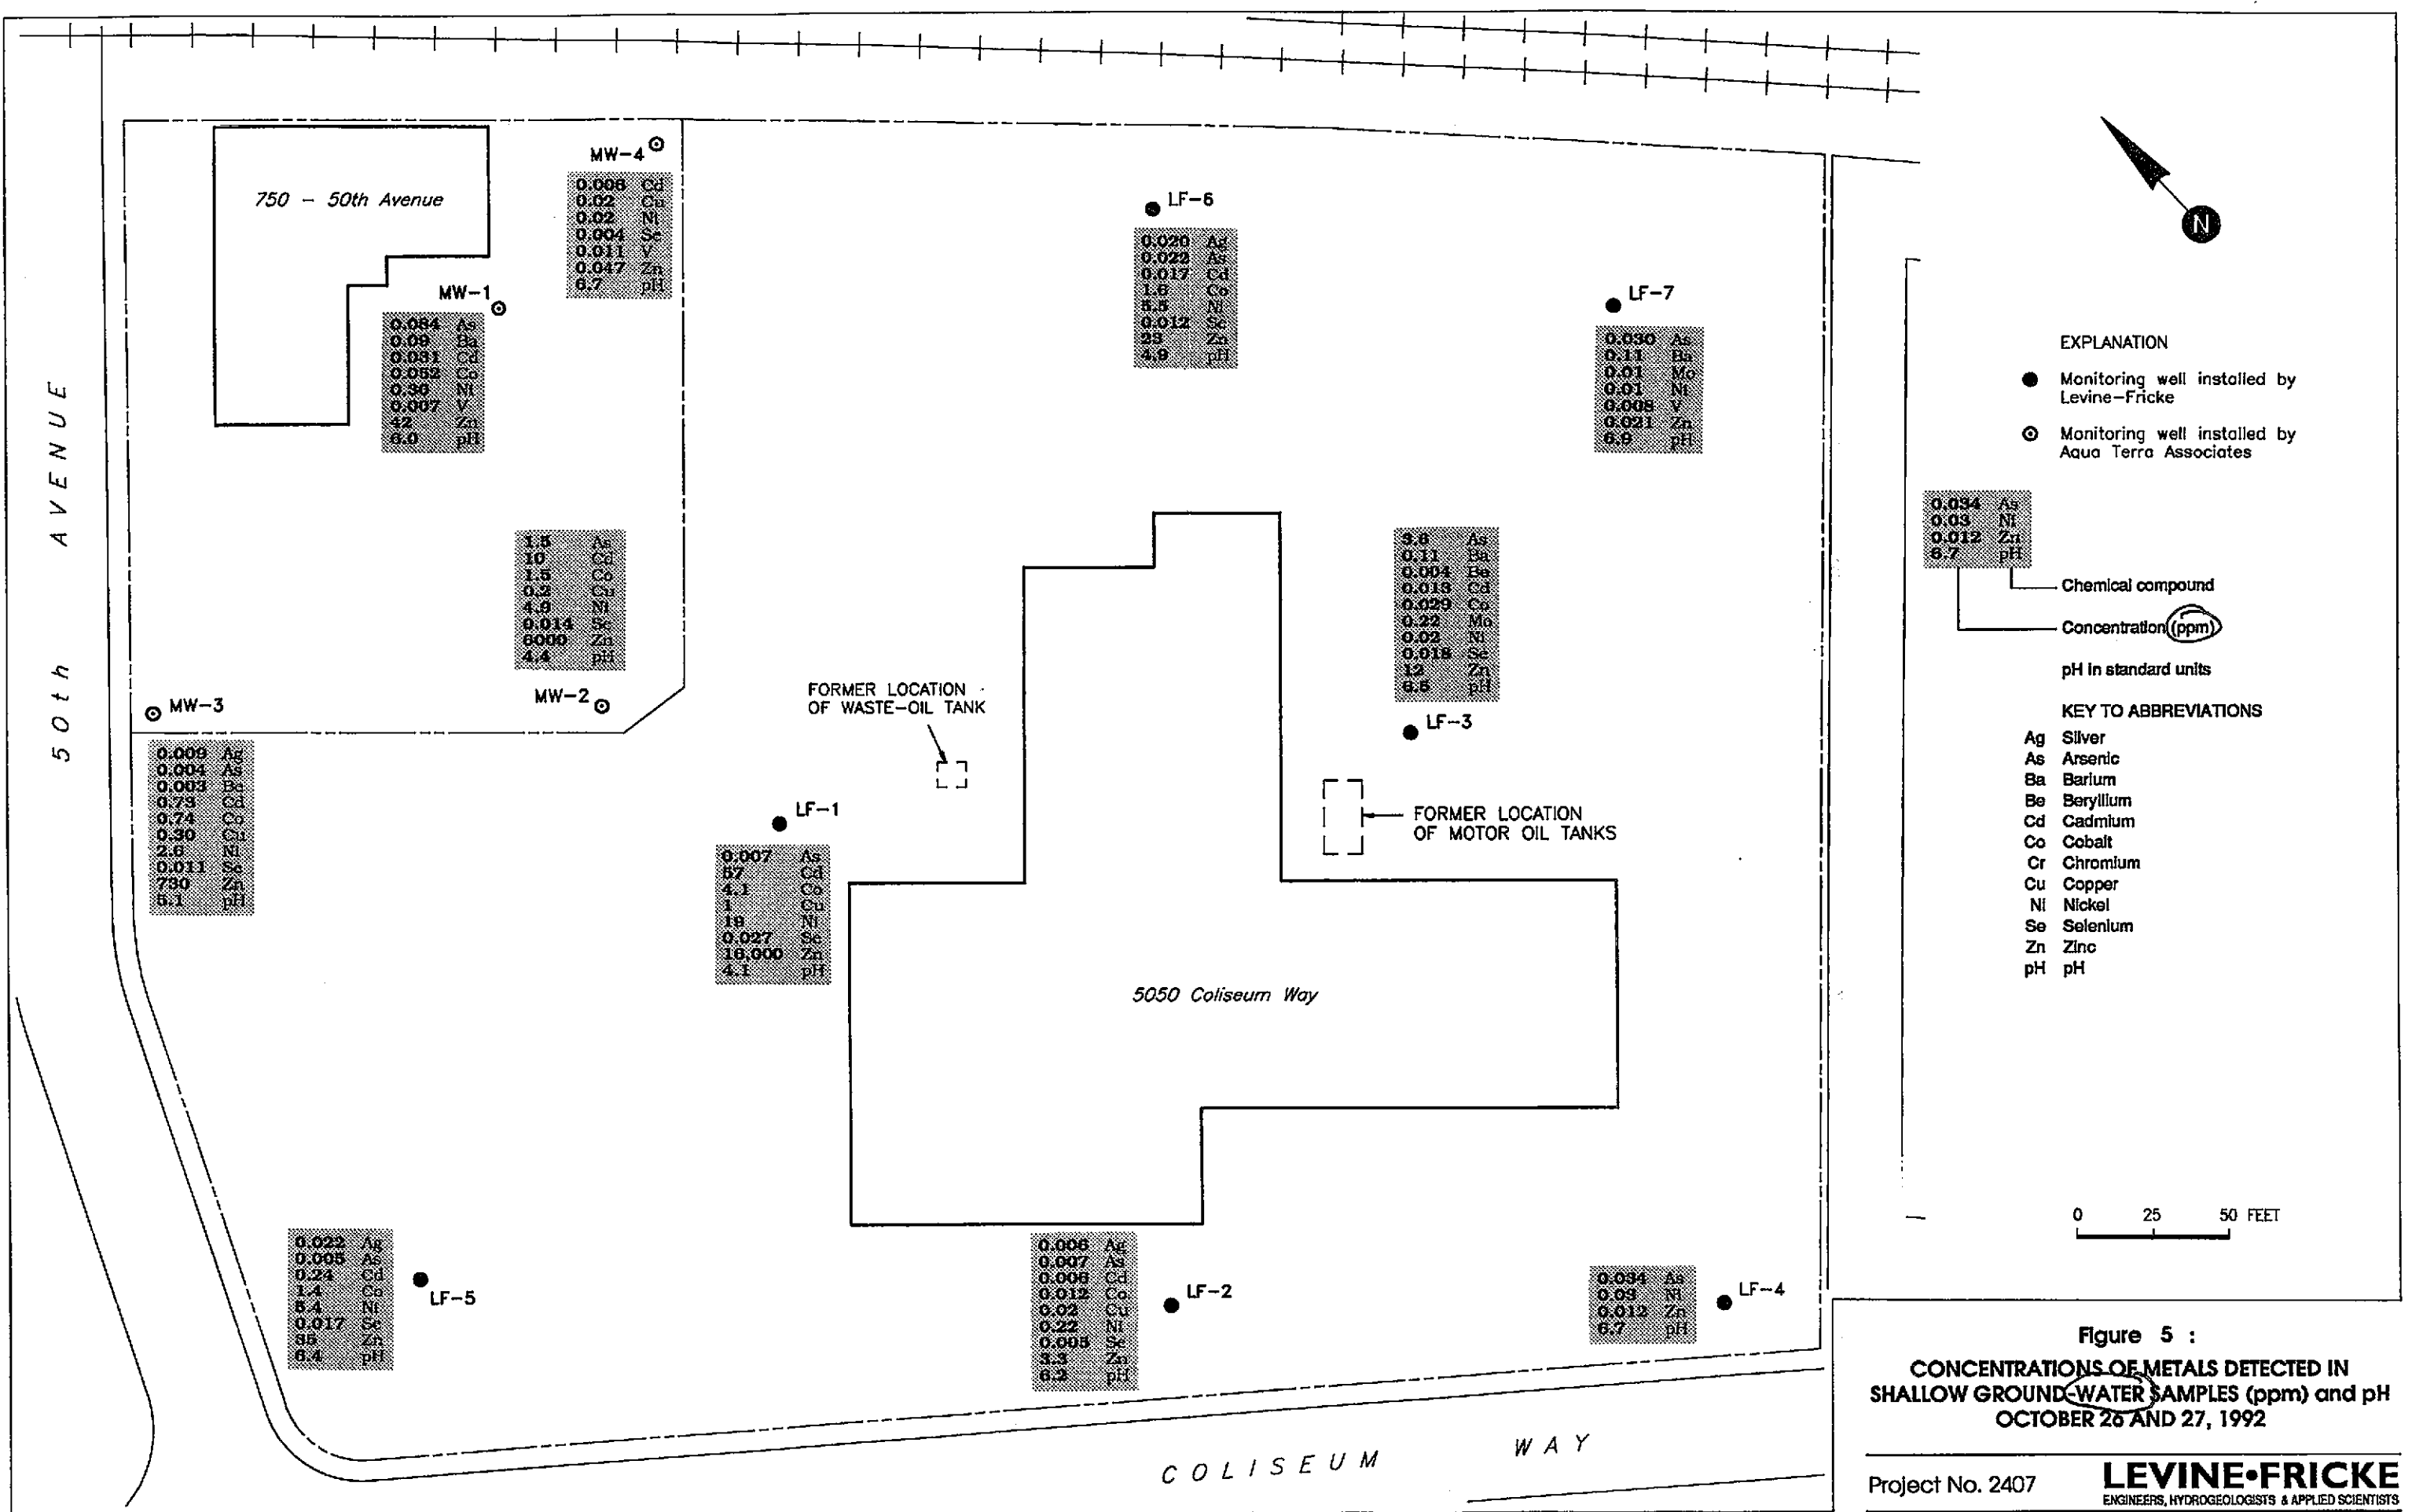 750 - 50th Avenue
MW-4
0.006 Cd
0.02 Cu
0.02 Ni
0.004 Se
0.011 V
0.047 Zn
6.7 pH
MW-1
0.084 As
0.09 Ba
0.031 Cd
0.052 Co
0.36 Ni
0.007 V
42 Zn
6.0 pH
LF-6
0.020 Ag
0.022 As
0.017 Cd
1.6 Co
5.5 Ni
0.012 Se
23 Zn
4.9 pH
LF-7
0.030 As
0.11 Ba
0.01 Mo
0.01 Ni
0.008 V
0.021 Zn
6.9 pH
N
50th AVENUE
1.5 As
10 Cd
1.5 Co
0.2 Cu
4.9 Ni
0.014 Se
6000 Zn
4.4 pH
MW-2
MW-3
0.009 Ag
0.004 As
0.003 Be
0.73 Cd
0.74 Co
0.30 Cu
2.6 Ni
0.011 Se
730 Zn
5.1 pH
FORMER LOCATION
OF WASTE-OIL TANK
LF-1
0.007 As
57 Cd
4.1 Co
1 Cu
19 Ni
0.027 Se
16,000 Zn
4.1 pH
3.6 As
0.11 Ba
0.004 Be
0.013 Cd
0.029 Co
0.22 Mo
0.02 Ni
0.018 Se
12 Zn
6.5 pH
LF-3
FORMER LOCATION
OF MOTOR OIL TANKS
5050 Coliseum Way
0.022 Ag
0.005 As
0.24 Cd
1.4 Co
5.4 Ni
0.017 Se
Zn
6.4 pH
LF-5
0.006 Ag
0.007 As
0.006 Cd
0.012 Co
0.02 Cu
0.22 Ni
0.005 Se
3.3 Zn
6.2 pH
LF-2
0.034 As
0.03 Ni
0.012 Zn
6.7 pH
LF-4
COLISEUM WAY
EXPLANATION
Monitoring well installed by
Levine-Fricke
Monitoring well installed by
Aqua Terra Associates
0.034 As
0.03 Ni
0.012 Zn
6.7 pH
Chemical compound
Concentration (ppm)
pH in standard units
KEY TO ABBREVIATIONS
Ag Silver
As Arsenic
Ba Barium
Be Beryllium
Cd Cadmium
Co Cobalt
Cr Chromium
Cu Copper
Ni Nickel
Se Selenium
Zn Zinc
pH pH
0 25 50 FEET
Figure 5 :
CONCENTRATIONS OF METALS DETECTED IN
SHALLOW GROUND-WATER SAMPLES (ppm) and pH
OCTOBER 26 AND 27, 1992
Project No. 2407
LEVINE•FRICKE
ENGINEERS, HYDROGEOLOGISTS & APPLIED SCIENTISTS